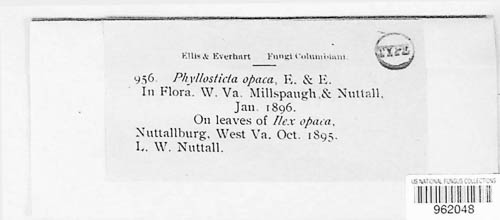 TYPE
Ellis & Everhart Fungi Columbiani.
956. Phyllosticta opaca, E. & E.
In Flora. W. Va. Millspaugh & Nuttall,
Jan. 1896.
On leaves of Ilex opaca,
Nuttallburg, West Va. Oct. 1895.
L. W. Nuttall.
US NATIONAL FUNGUS COLLECTIONS
962048